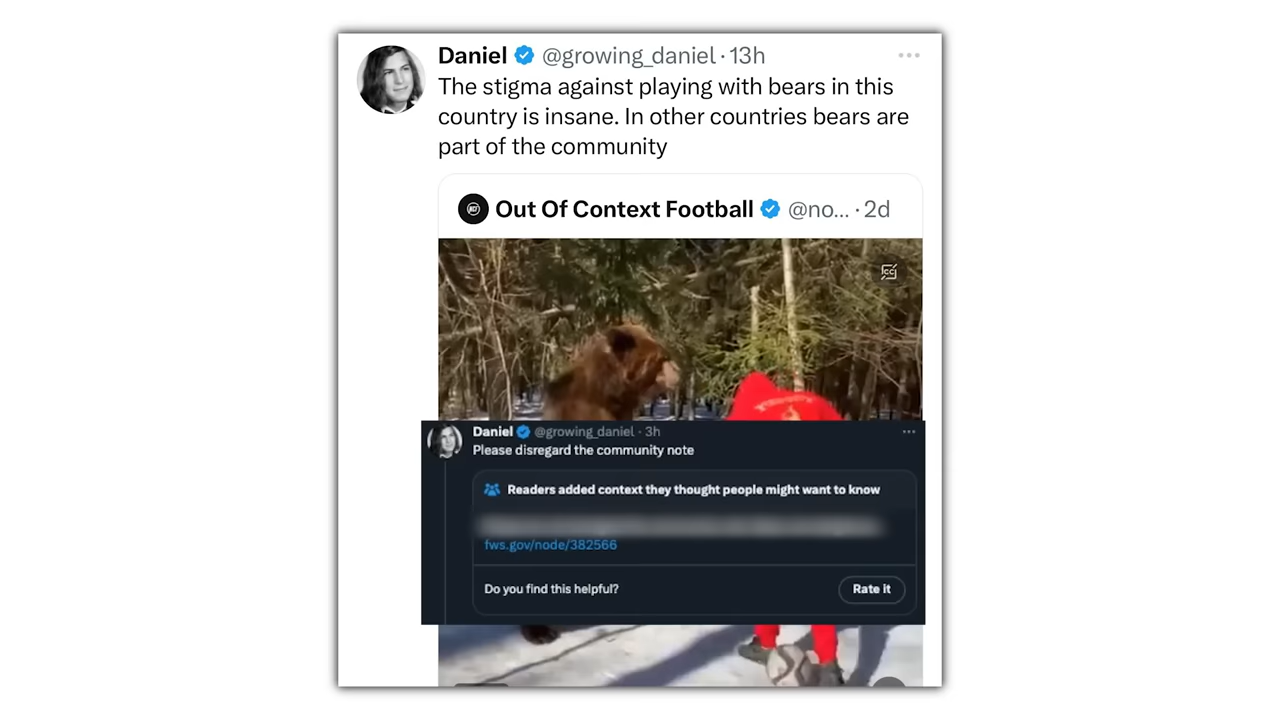 Daniel @growing_daniel · 13h
The stigma against playing with bears in this
country is insane. In other countries bears are
part of the community
Out Of Context Football @no... · 2d
Daniel @growing_daniel · 3h
Please disregard the community note
Readers added context they thought people might want to know
fws.gov/node/382566
Do you find this helpful?
Rate it